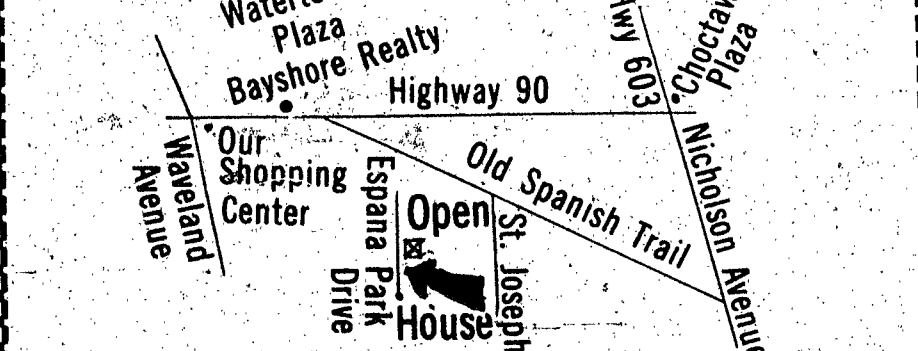 Plaza
Bayshore Realty
Highway 90
Hwy 603
Choctaw
Plaza
Our
Shopping
Center
Waveland
Avenue
Old Spanish Trail
Nicholson Avenue
Espana Park
Drive
Open
House
St. Joseph